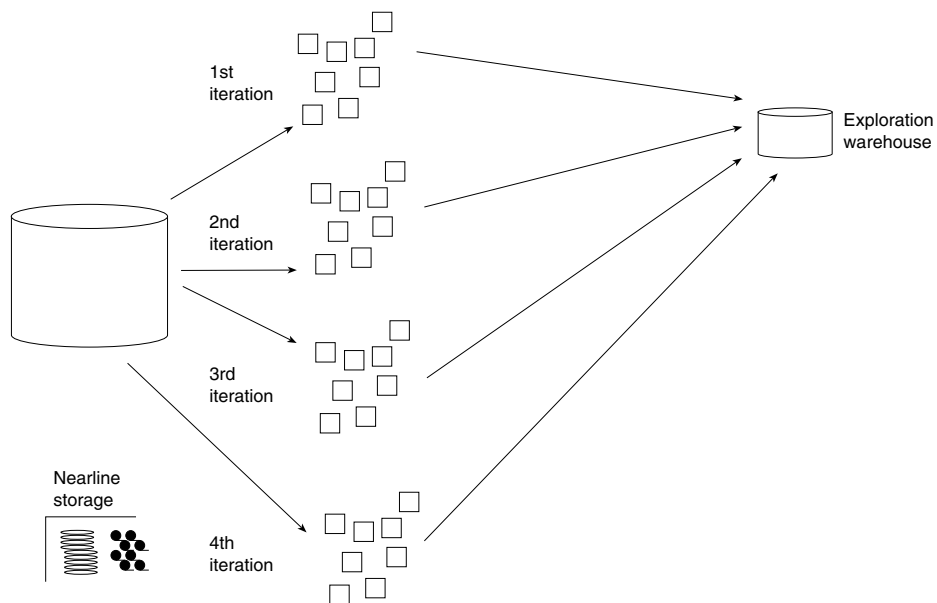 1st
iteration
Exploration
warehouse
2nd
iteration
3rd
iteration
Nearline
storage
4th
iteration